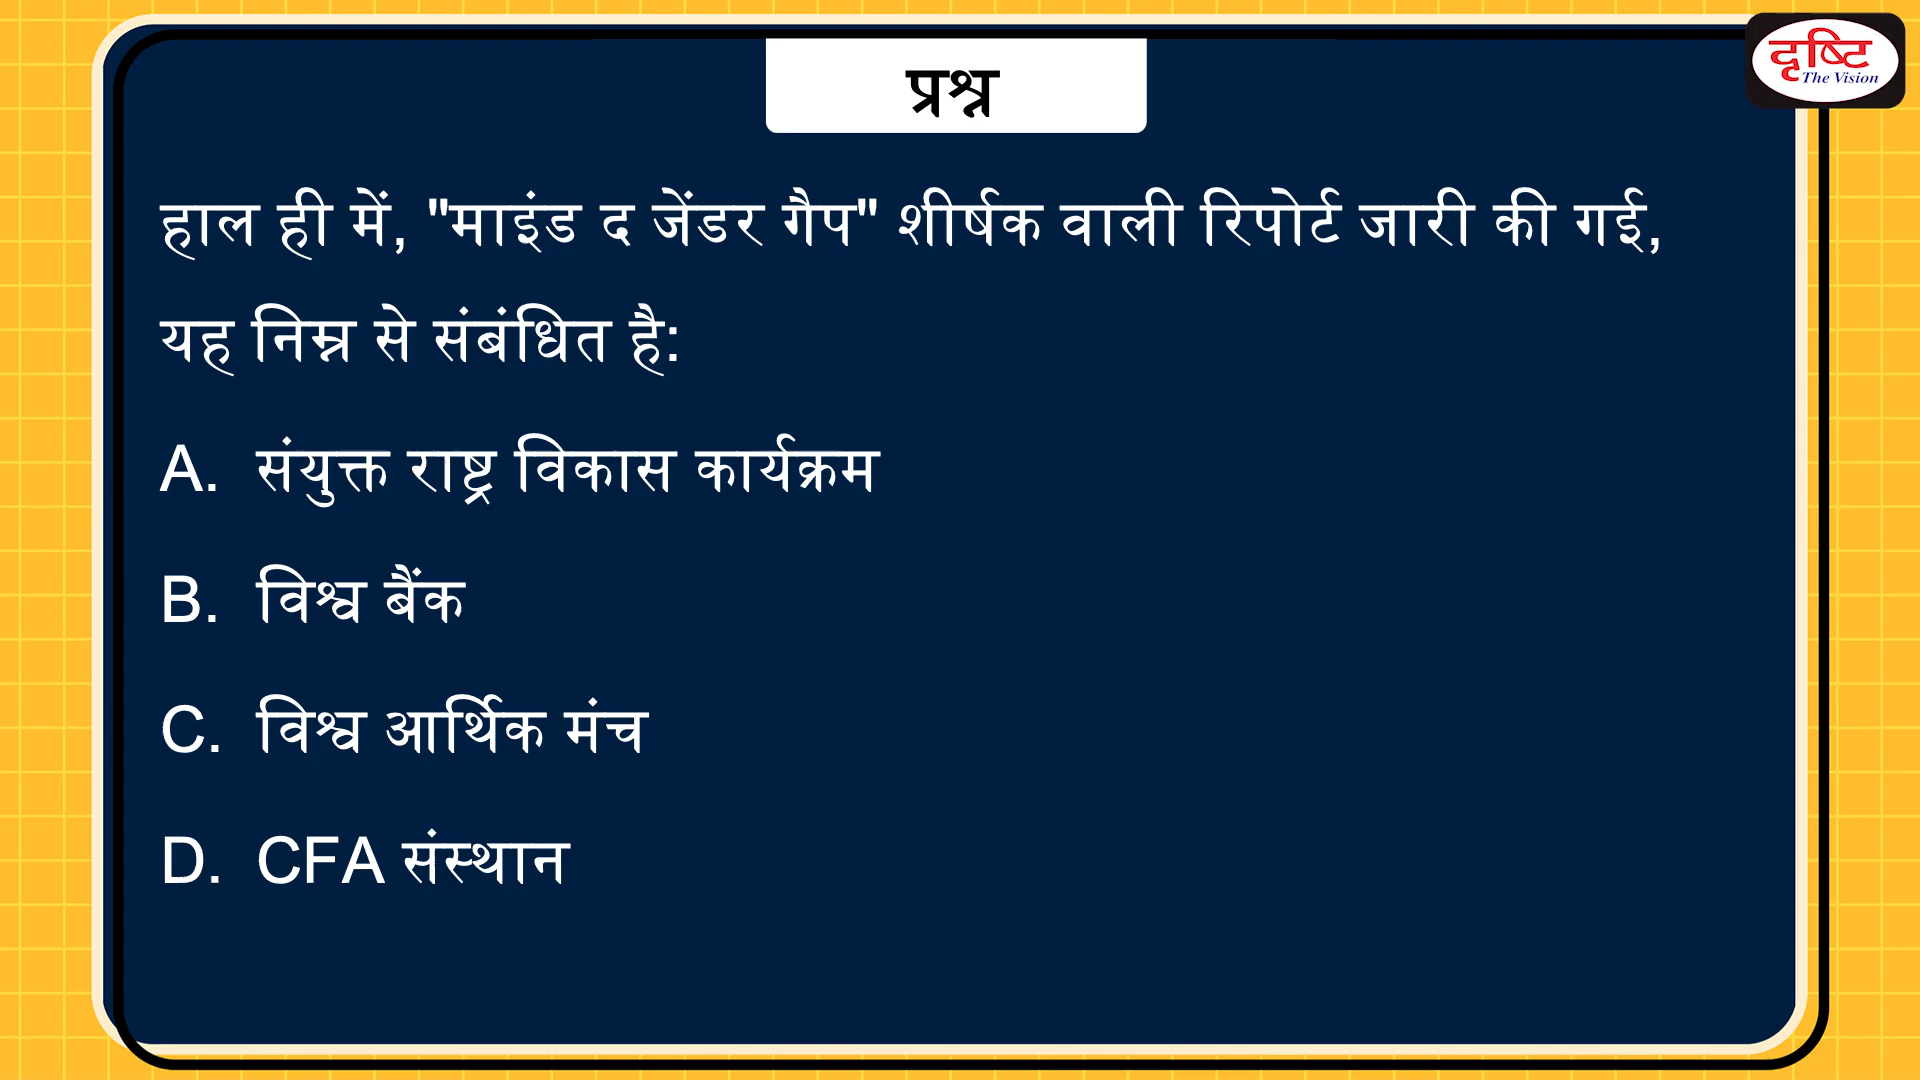 दृष्टि
The Vision
प्रश्न
हाल ही में, "माइंड द जेंडर गैप" शीर्षक वाली रिपोर्ट जारी की गई,
यह निम्न से संबंधित है:
A. संयुक्त राष्ट्र विकास कार्यक्रम
B. विश्व बैंक
C. विश्व आर्थिक मंच
D. CFA संस्थान